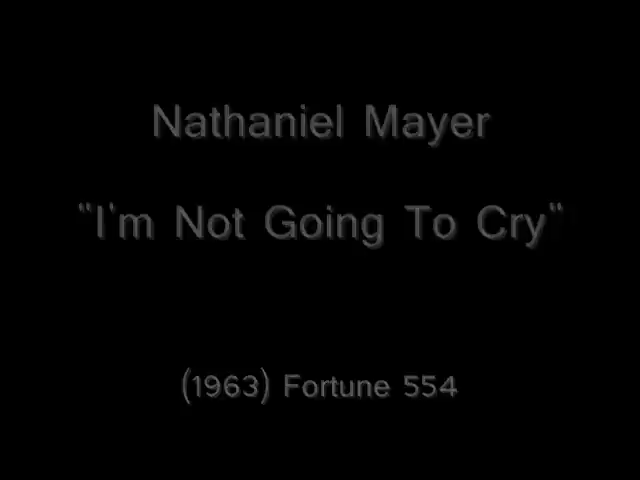 Nathaniel Mayer
"I'm Not Going To Cry"
(1963) Fortune 554